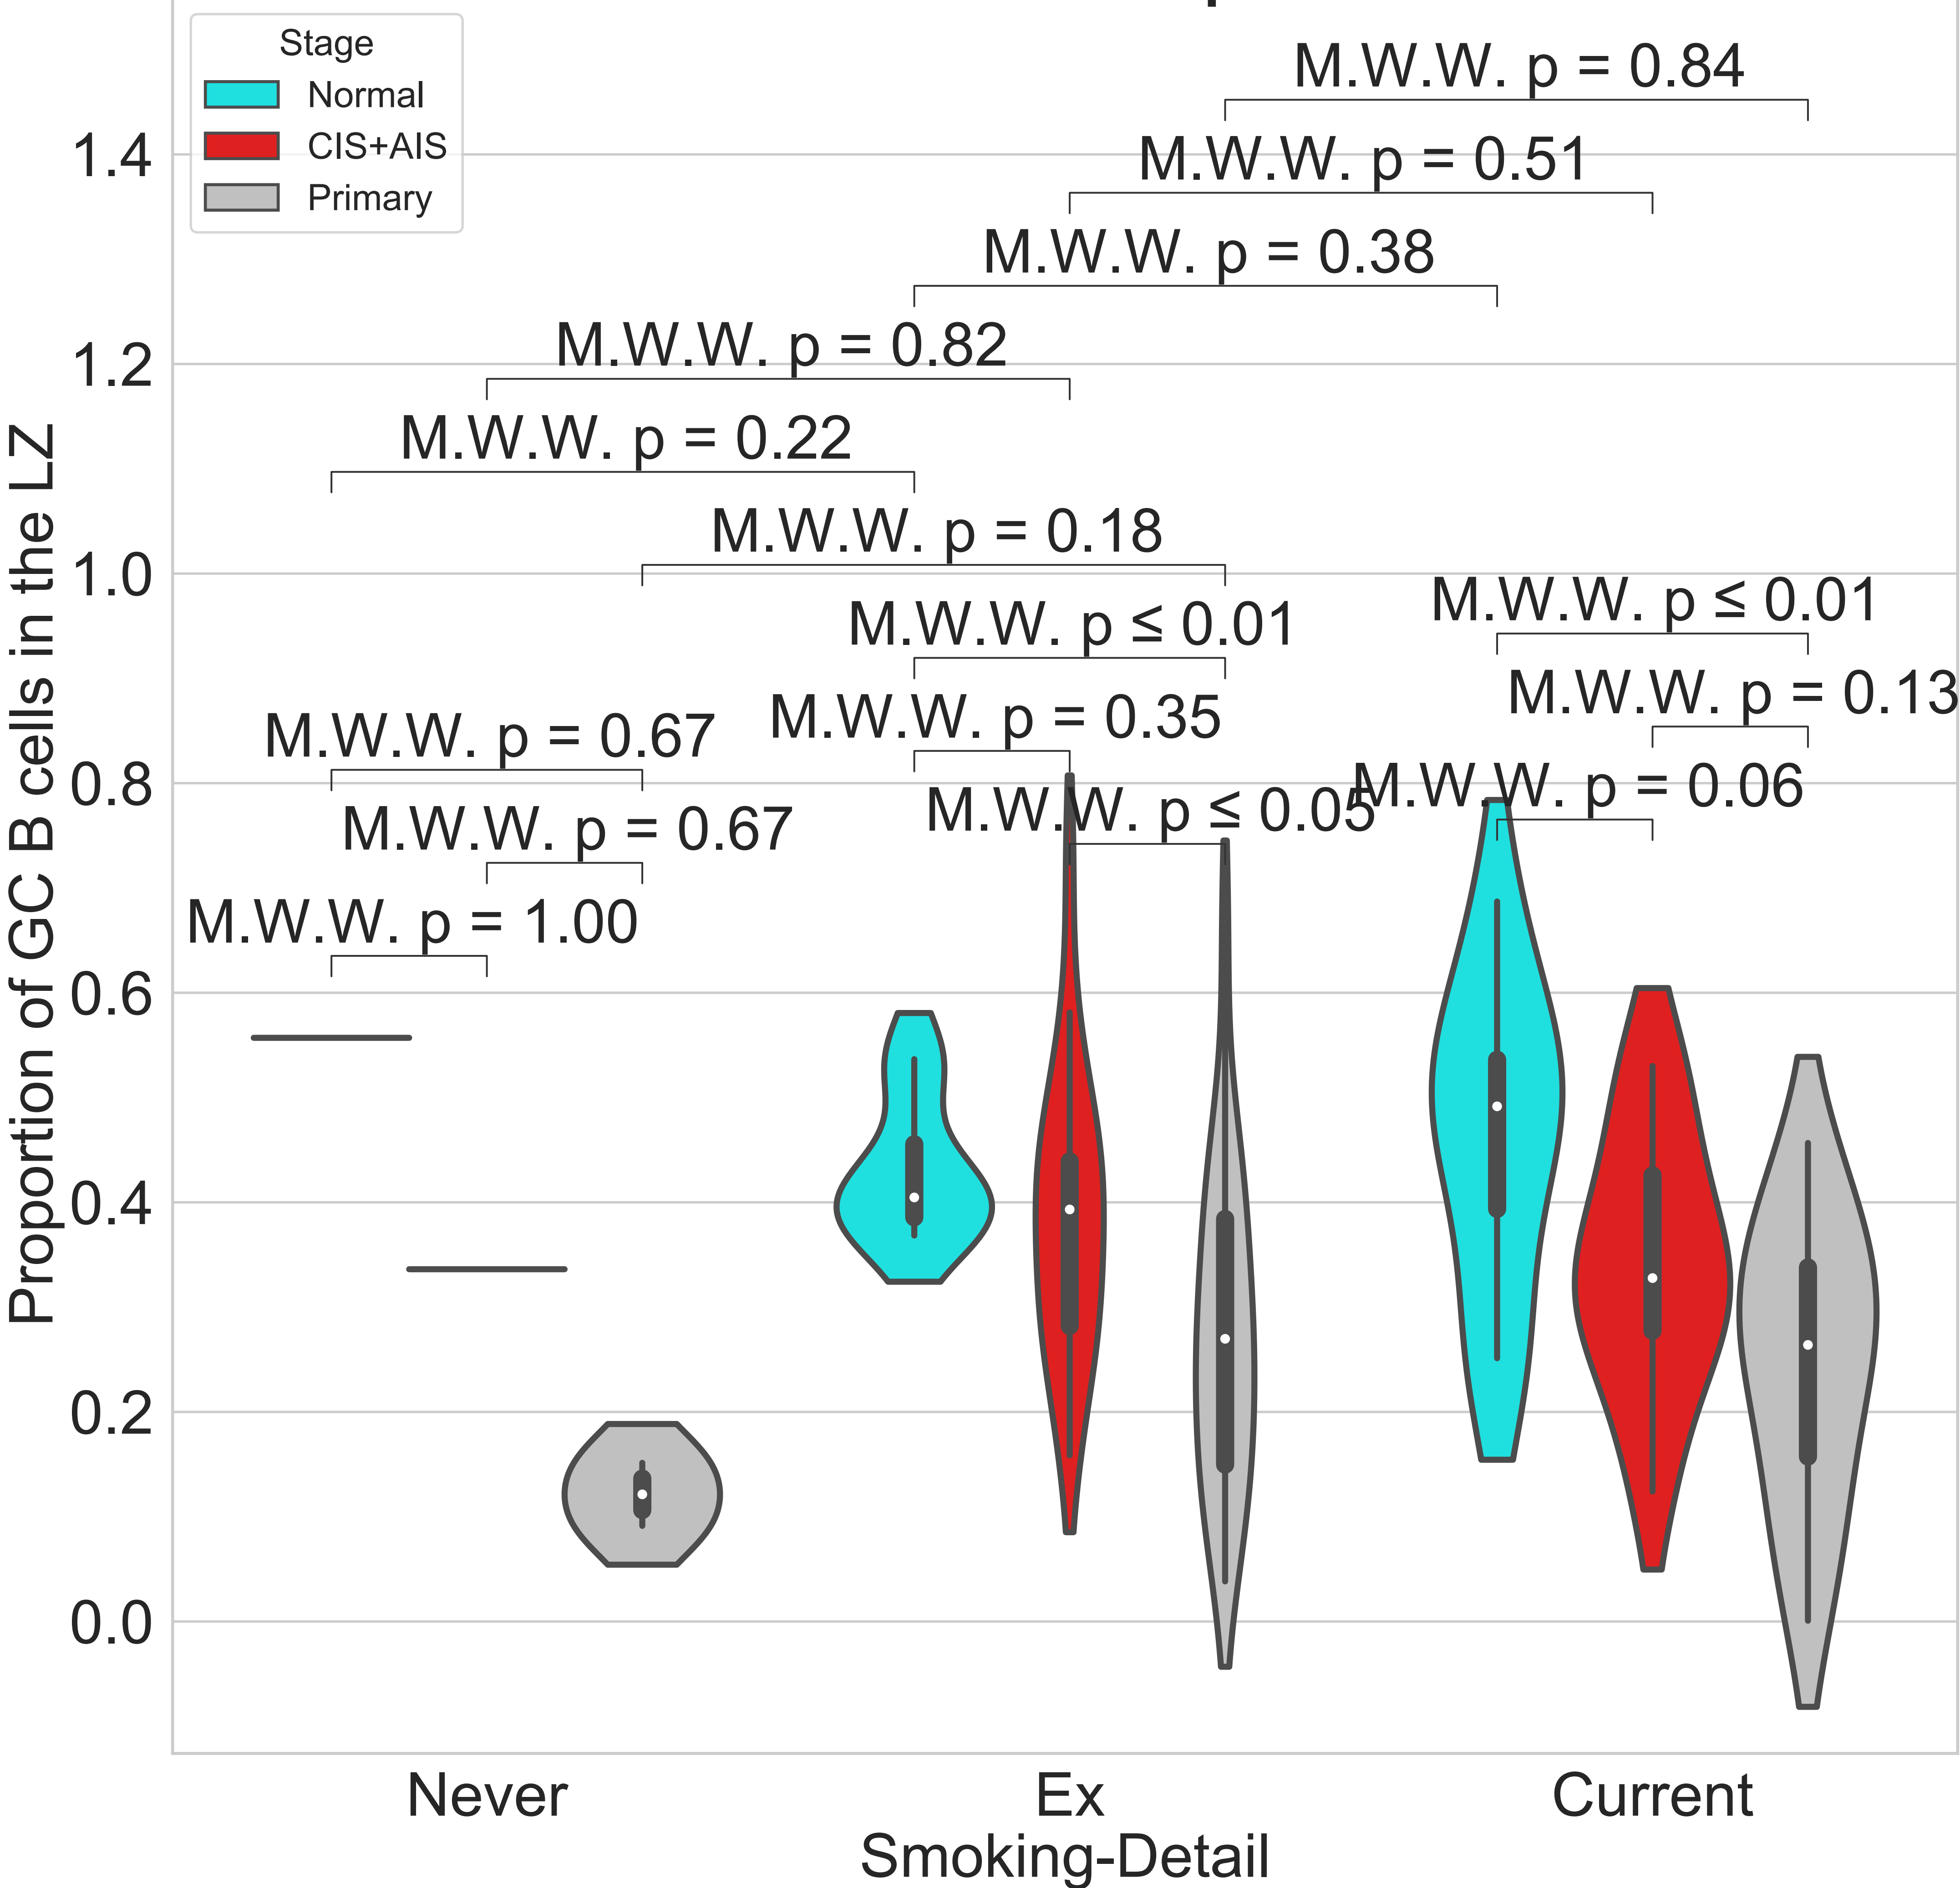 Stage
Normal
CIS+AIS
Primary
M.W.W. p = 0.84
M.W.W. p = 0.51
M.W.W. p = 0.38
M.W.W. p = 0.82
M.W.W. p = 0.22
M.W.W. p = 0.18
M.W.W. p ≤ 0.01
M.W.W. p ≤ 0.01
M.W.W. p = 0.35
M.W.W. p = 0.13
M.W.W. p = 0.67
M.W.W. p ≤ 0.05
M.W.W. p = 0.06
M.W.W. p = 0.67
M.W.W. p = 1.00
1.4
1.2
1.0
0.8
0.6
0.4
0.2
0.0
Proportion of GC B cells in the LZ
Never
Ex
Current
Smoking-Detail